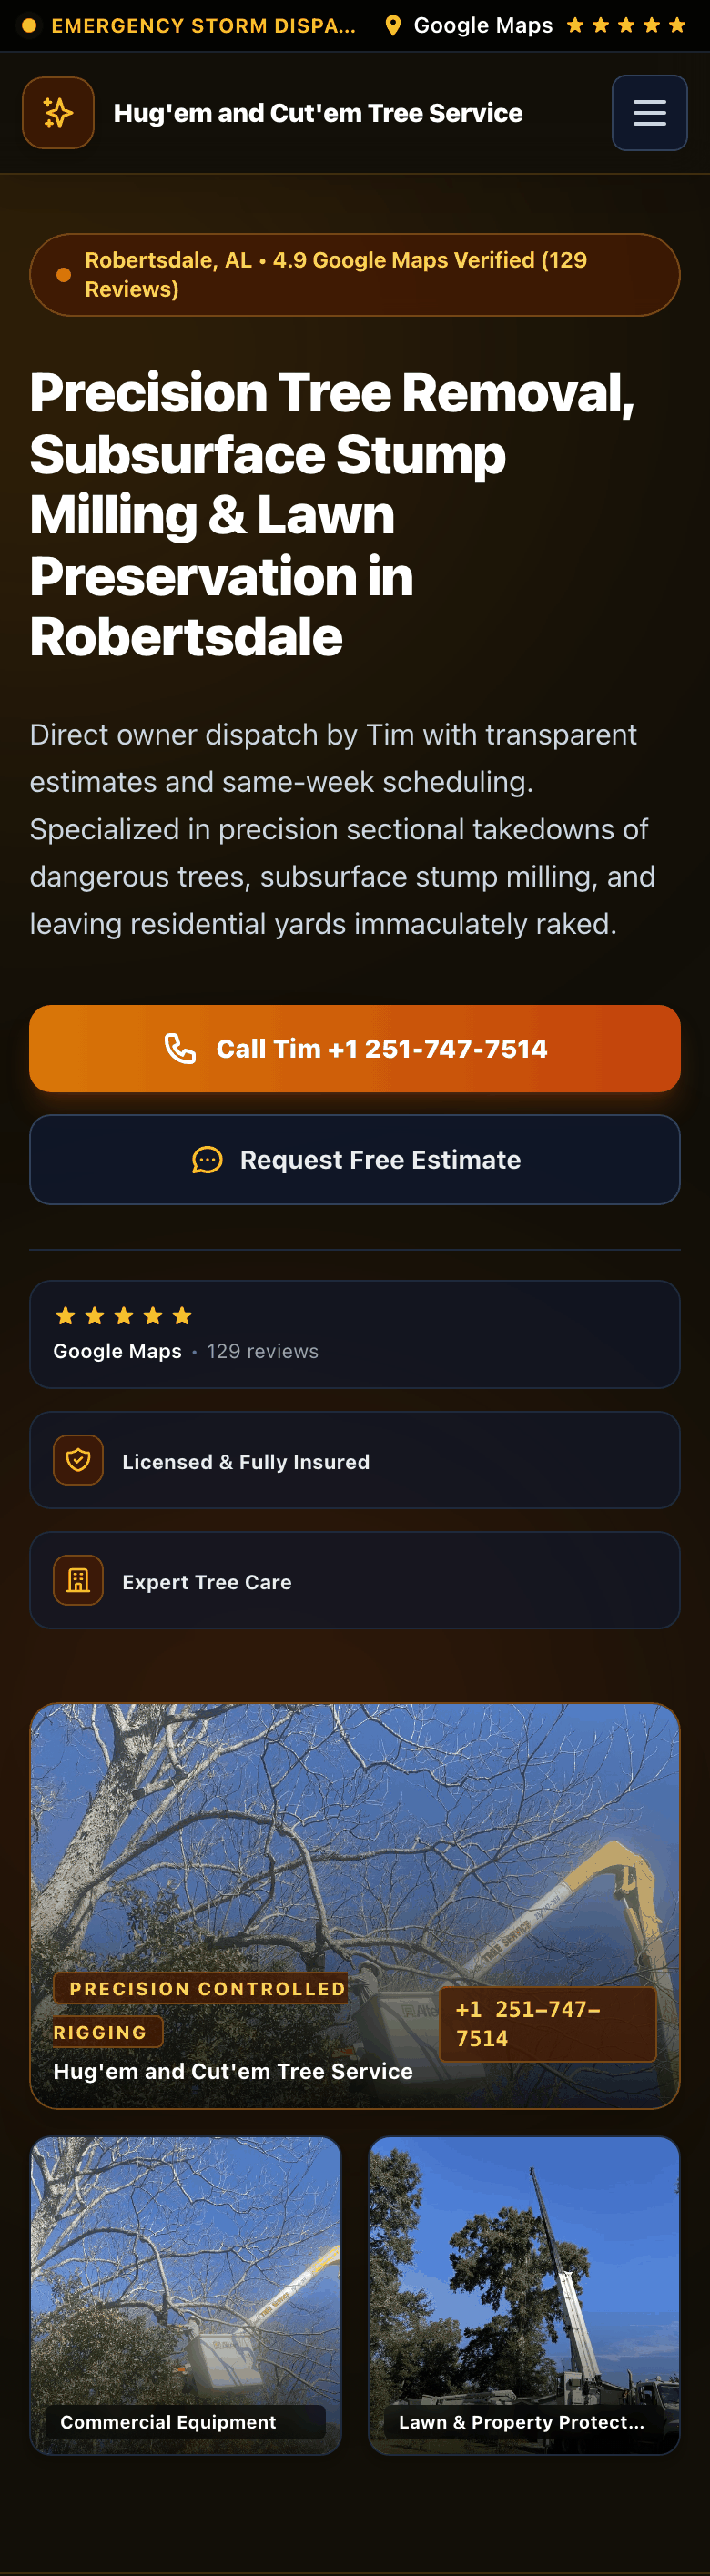 EMERGENCY STORM DISPA...
Google Maps
Hug'em and Cut'em Tree Service
Robertsdale, AL • 4.9 Google Maps Verified (129
Reviews)
Precision Tree Removal,
Subsurface Stump
Milling & Lawn
Preservation in
Robertsdale
Direct owner dispatch by Tim with transparent
estimates and same-week scheduling.
Specialized in precision sectional takedowns of
dangerous trees, subsurface stump milling, and
leaving residential yards immaculately raked.
Call Tim +1 251-747-7514
Request Free Estimate
Google Maps • 129 reviews
Licensed & Fully Insured
Expert Tree Care
TREE SERVICE
PRECISION CONTROLLED
RIGGING
+1 251-747-
7514
Hug'em and Cut'em Tree Service
Commercial Equipment
Lawn & Property Protect...